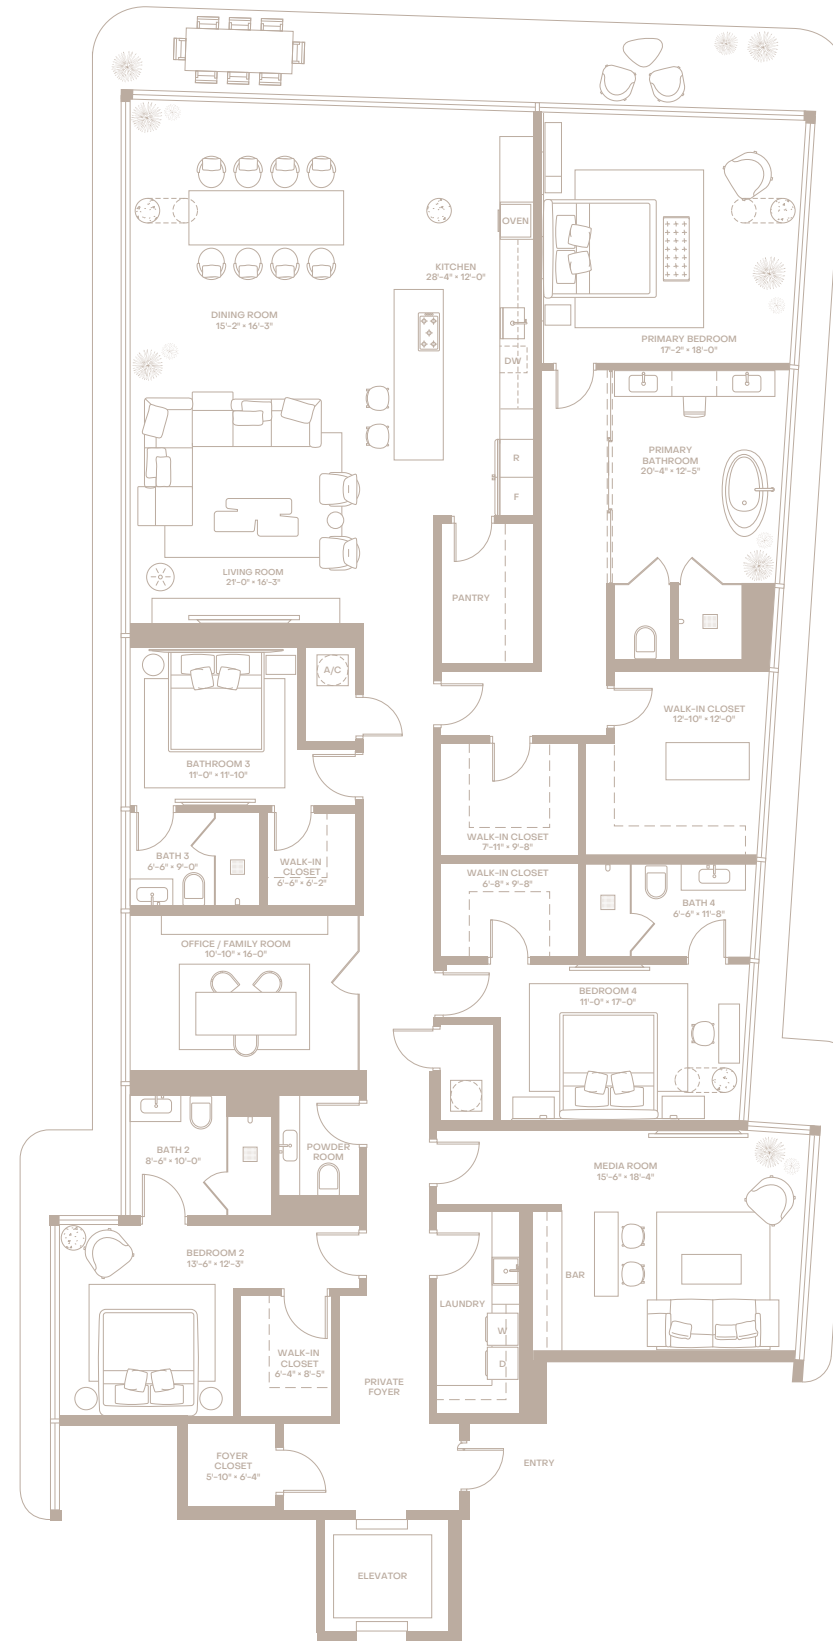 OVEN
KITCHEN
28'-4" • 12'-0"
DINING ROOM
15'-2" • 16'-3"
DW
PRIMARY BEDROOM
17'-2" • 18'-0"
PRIMARY
BATHROOM
20'-4" • 12'-5"
R
F
LIVING ROOM
21'-0" • 16'-3"
PANTRY
A/C
WALK-IN CLOSET
12'-10" • 12'-0"
BATHROOM 3
11'-0" • 11'-10"
WALK-IN CLOSET
7'-11" • 9'-8"
BATH 3
6'-6" • 9'-0"
WALK-IN
CLOSET
6'-6" • 6'-2"
WALK-IN CLOSET
6'-8" • 9'-8"
BATH 4
6'-6" • 11'-8"
OFFICE / FAMILY ROOM
10'-10" • 16'-0"
BEDROOM 4
11'-0" • 17'-0"
BATH 2
8'-6" • 10'-0"
POWDER
ROOM
MEDIA ROOM
15'-6" • 18'-4"
BEDROOM 2
13'-6" • 12'-3"
BAR
LAUNDRY
W
D
WALK-IN
CLOSET
6'-4" • 8'-5"
PRIVATE
FOYER
FOYER
CLOSET
5'-10" • 6'-4"
ENTRY
ELEVATOR